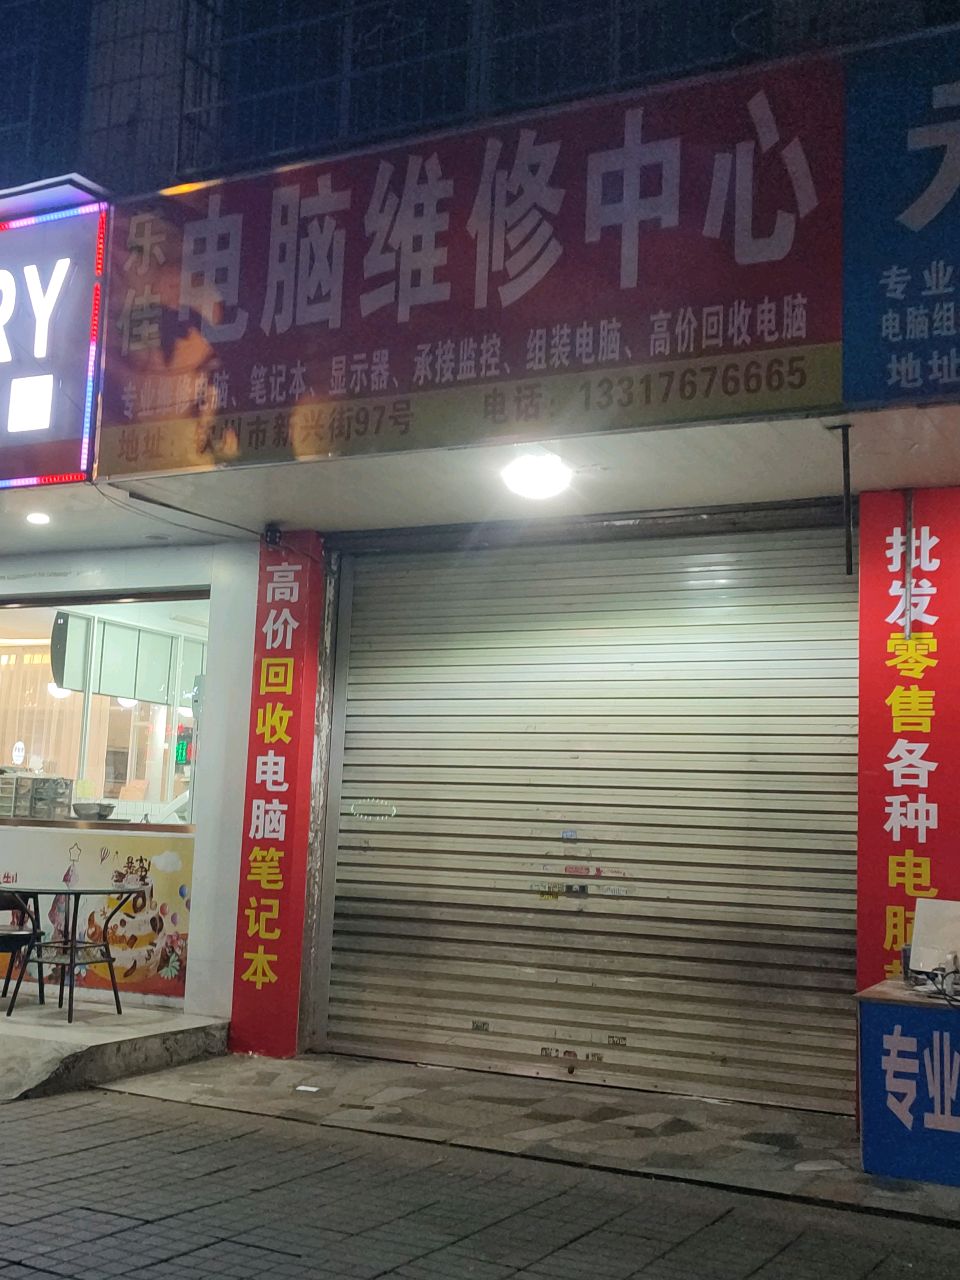 RY
乐佳
电脑维修中心
专业维修电脑、笔记本、显示器、承接监控、组装电脑、高价回收电脑
地址：钦州市新兴街97号 电话：13317676665
专业
电脑组
地址
高价回收电脑笔记本
批发零售各种电脑
专业